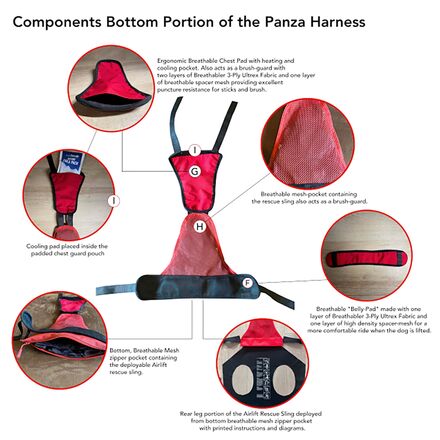 Components Bottom Portion of the Panza Harness
Ergonomic Breathable Chest Pad with heating and
cooling pocket. Also acts as a brush-guard with
two layers of Breathabler 3-Ply Ultrex Fabric and one layer
of breathable spacer mesh providing excellent
puncture resistance for sticks and brush.
I
G
Breathable mesh-pocket containing
the rescue sling also acts as a brush-guard.
I
H
Cooling pad placed inside the
padded chest guard pouch
F
Breathable "Belly-Pad" made with one
layer of Breathabler 3-Ply Ultrex Fabric and
one layer of high density spacer-mesh for a
more comfortable ride when the dog is lifted.
Bottom, Breathable Mesh
zipper pocket containing
the deployable Airlift
rescue sling.
Rear leg portion of the Airlift Rescue Sling deployed
from bottom breathable mesh zipper pocket
with printed instructions and diagrams.